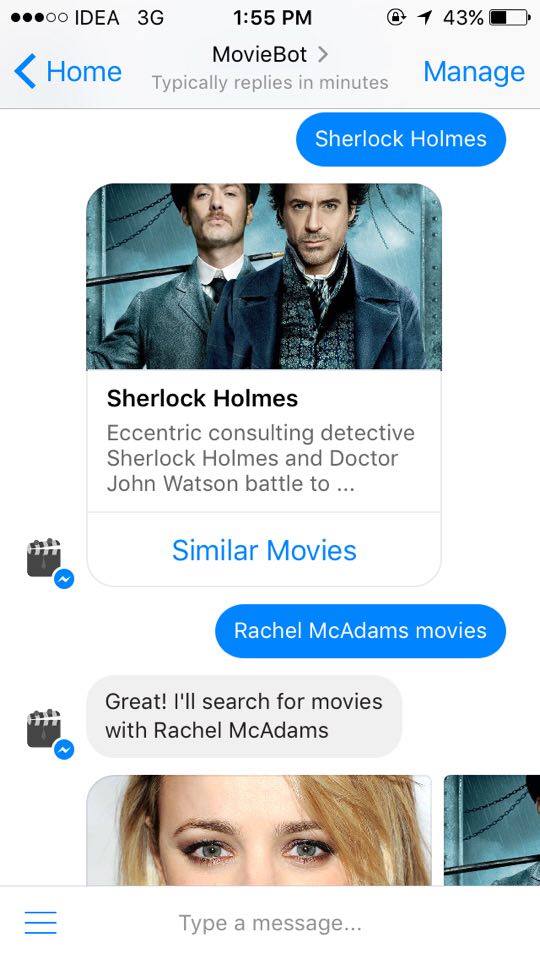 IDEA 3G 1:55 PM 43%
Home MovieBot Manage
Typically replies in minutes
Sherlock Holmes
Sherlock Holmes
Eccentric consulting detective
Sherlock Holmes and Doctor
John Watson battle to ...
Similar Movies
Rachel McAdams movies
Great! I'll search for movies
with Rachel McAdams
Type a message...